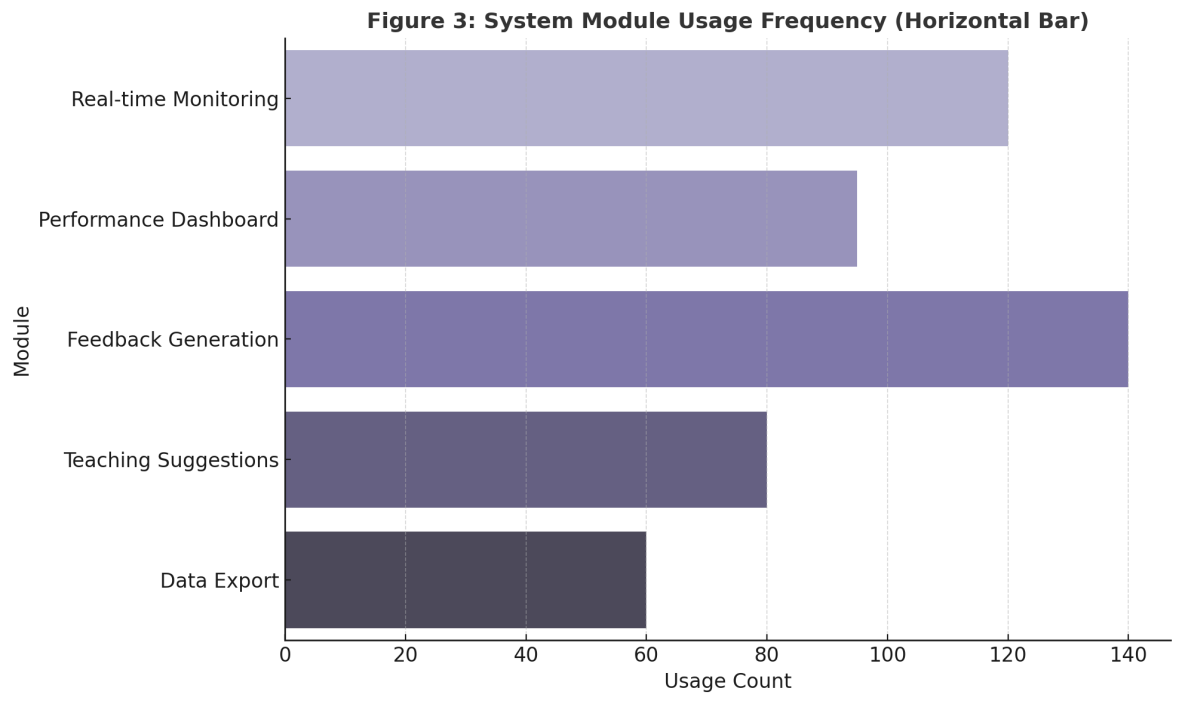 Figure 3: System Module Usage Frequency (Horizontal Bar)
Module
Real-time Monitoring
Performance Dashboard
Feedback Generation
Teaching Suggestions
Data Export
0 20 40 60 80 100 120 140
Usage Count